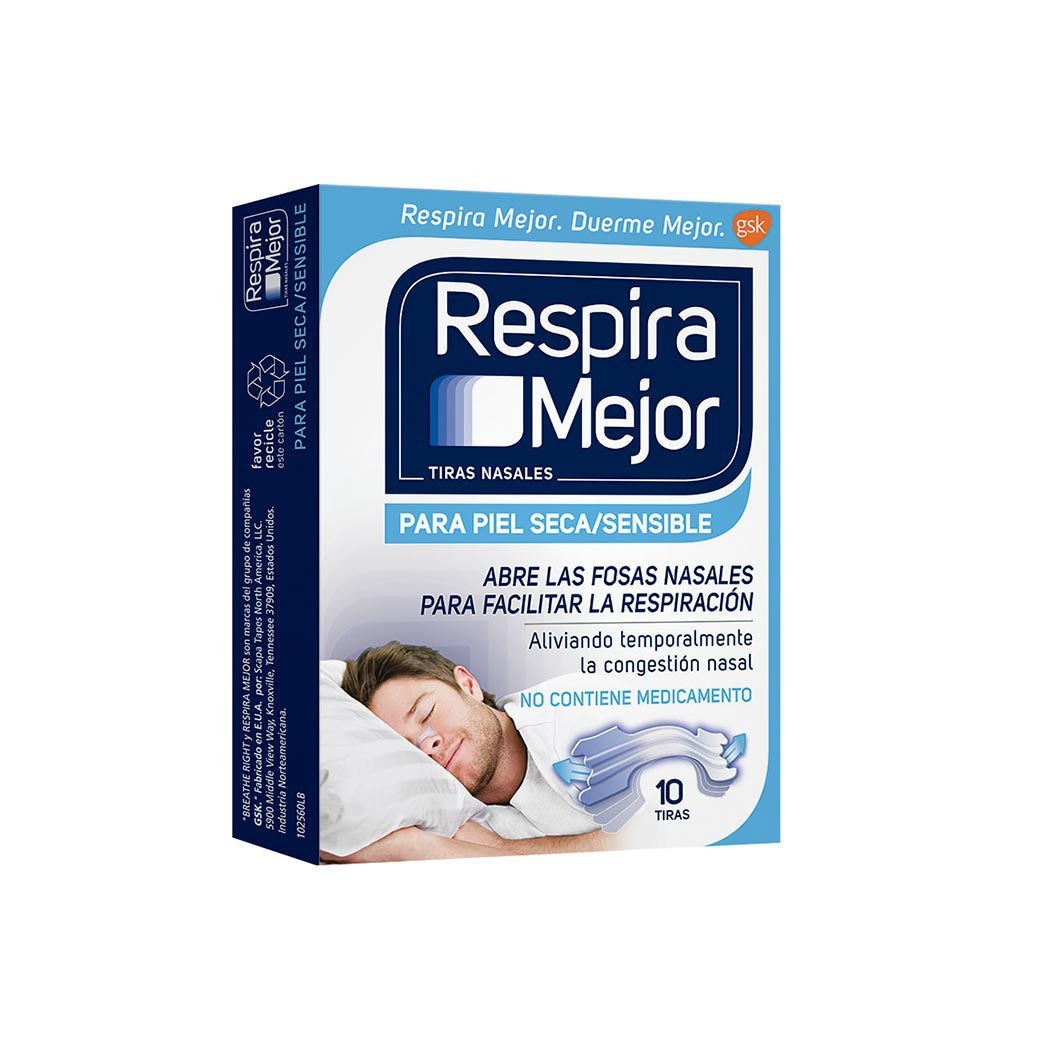 Respira Mejor. Duerme Mejor.
gsk
Respira
Mejor
TIRAS NASALES
PARA PIEL SECA/SENSIBLE
ABRE LAS FOSAS NASALES
PARA FACILITAR LA RESPIRACIÓN
Aliviando temporalmente
la congestión nasal
NO CONTIENE MEDICAMENTO
10
TIRAS
Respira
Mejor
TIRAS NASALES
PARA PIEL SECA/SENSIBLE
favor
recicle
este cartón
*BREATHE RIGHT y RESPIRA MEJOR son marcas del grupo de compañías
GSK.* Fabricado en E.U.A. por: Scapa Tapes North America, LLC.
5900 Middle View Way, Knoxville, Tennessee 37909, Estados Unidos.
Industria Norteamericana.
102560LB